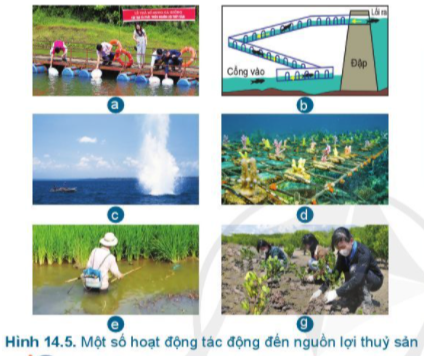 a
Lối ra
Cổng vào
Đập
b
c
d
e
g
Hình 14.5. Một số hoạt động tác động đến nguồn lợi thuỷ sản